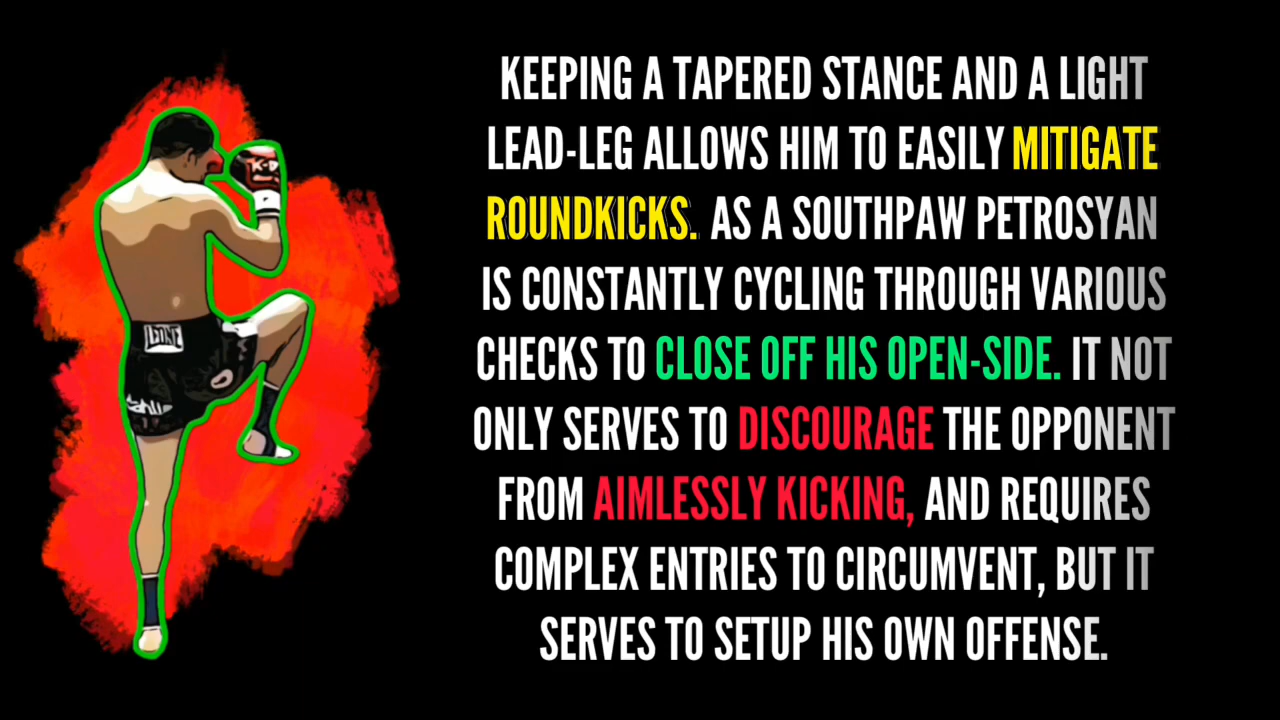 KEEPING A TAPERED STANCE AND A LIGHT
LEAD-LEG ALLOWS HIM TO EASILY MITIGATE
ROUNDKICKS. AS A SOUTHPAW PETROSYAN
IS CONSTANTLY CYCLING THROUGH VARIOUS
CHECKS TO CLOSE OFF HIS OPEN-SIDE. IT NOT
ONLY SERVES TO DISCOURAGE THE OPPONENT
FROM AIMLESSLY KICKING, AND REQUIRES
COMPLEX ENTRIES TO CIRCUMVENT, BUT IT
SERVES TO SETUP HIS OWN OFFENSE.
LEONE